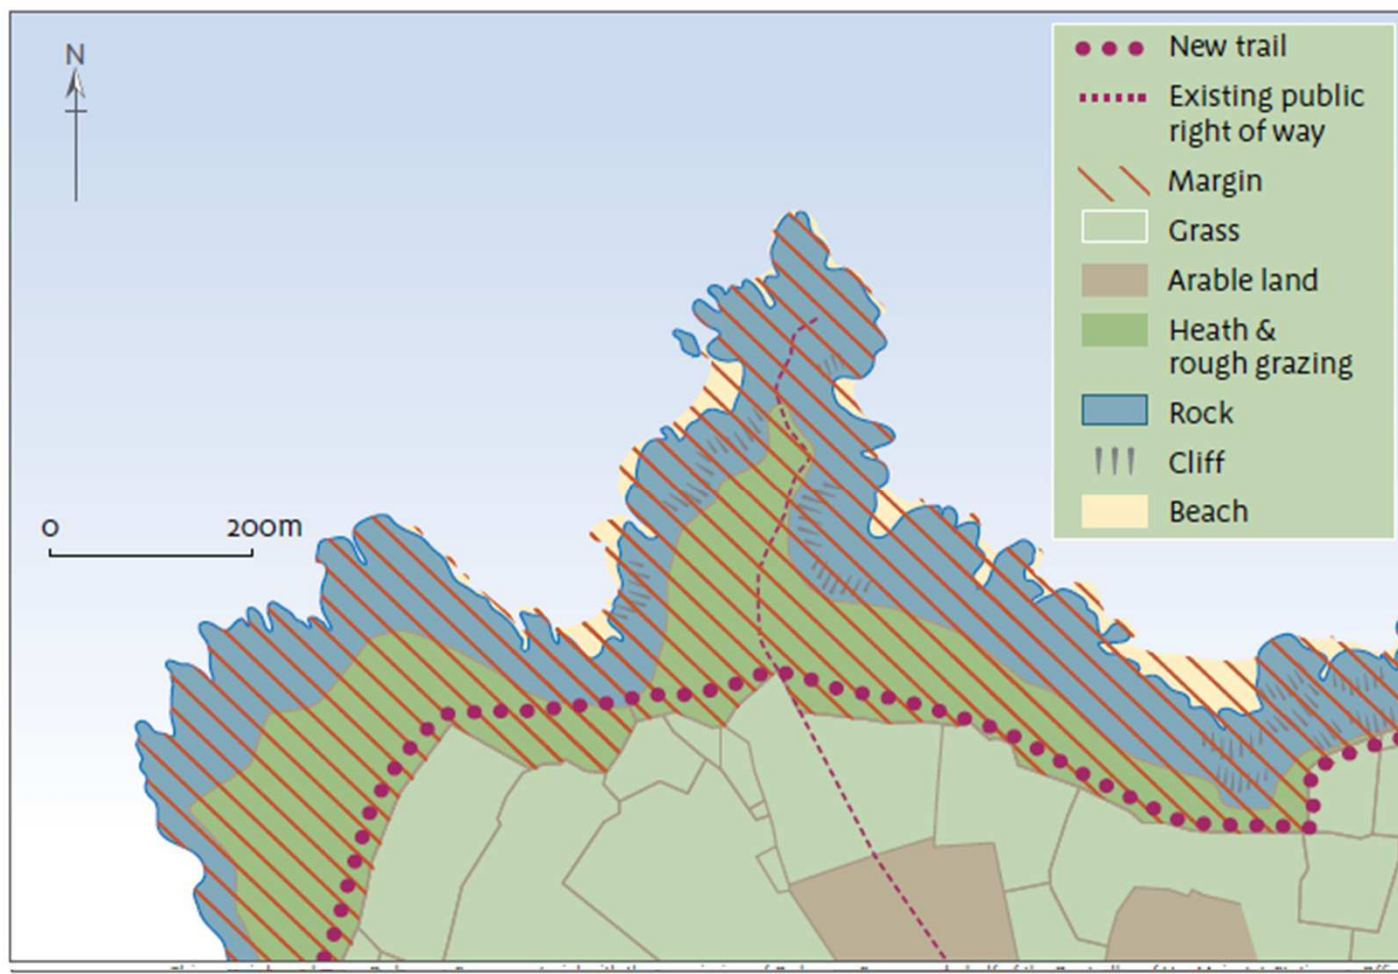 N
New trail
Existing public
right of way
Margin
Grass
Arable land
Heath &
rough grazing
Rock
Cliff
Beach
0 200m